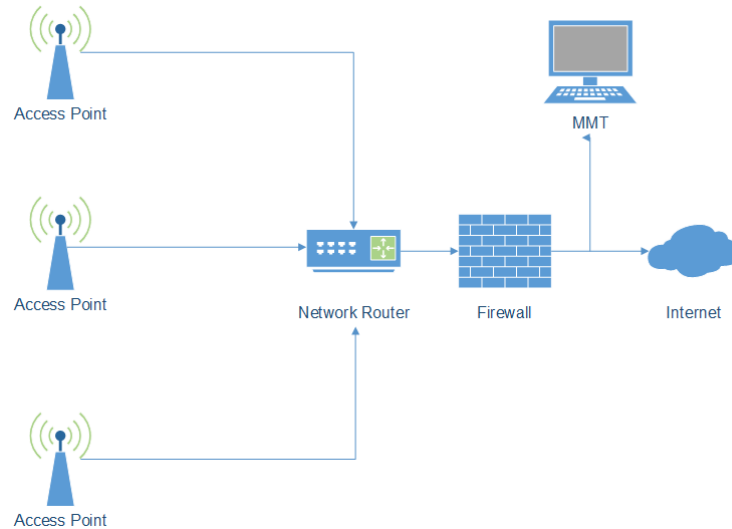 Access Point
MMT
Access Point
Network Router
Firewall
Internet
Access Point